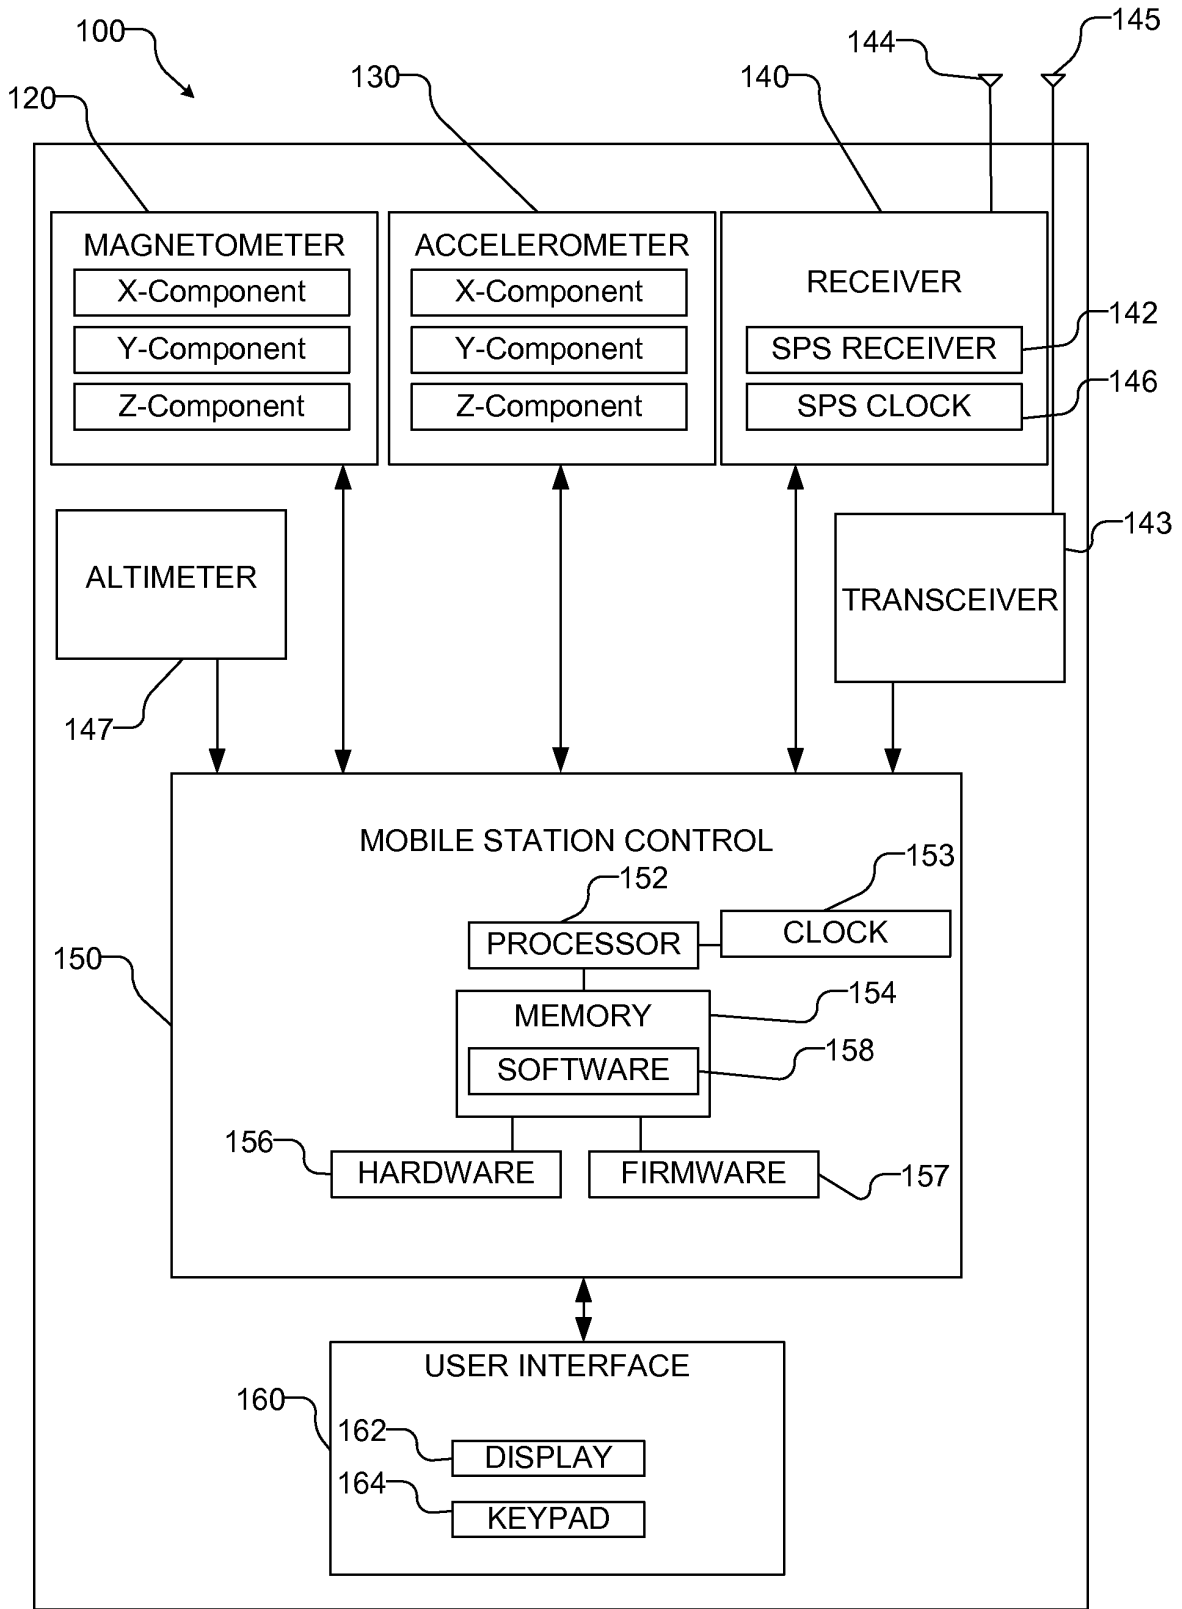 100
144
145
120
130
140
MAGNETOMETER
X-Component
Y-Component
Z-Component
ACCELEROMETER
X-Component
Y-Component
Z-Component
RECEIVER
SPS RECEIVER
142
SPS CLOCK
146
ALTIMETER
147
TRANSCEIVER
143
MOBILE STATION CONTROL
150
152
153
PROCESSOR
CLOCK
MEMORY
154
SOFTWARE
158
156
HARDWARE
FIRMWARE
157
USER INTERFACE
160
162
DISPLAY
164
KEYPAD